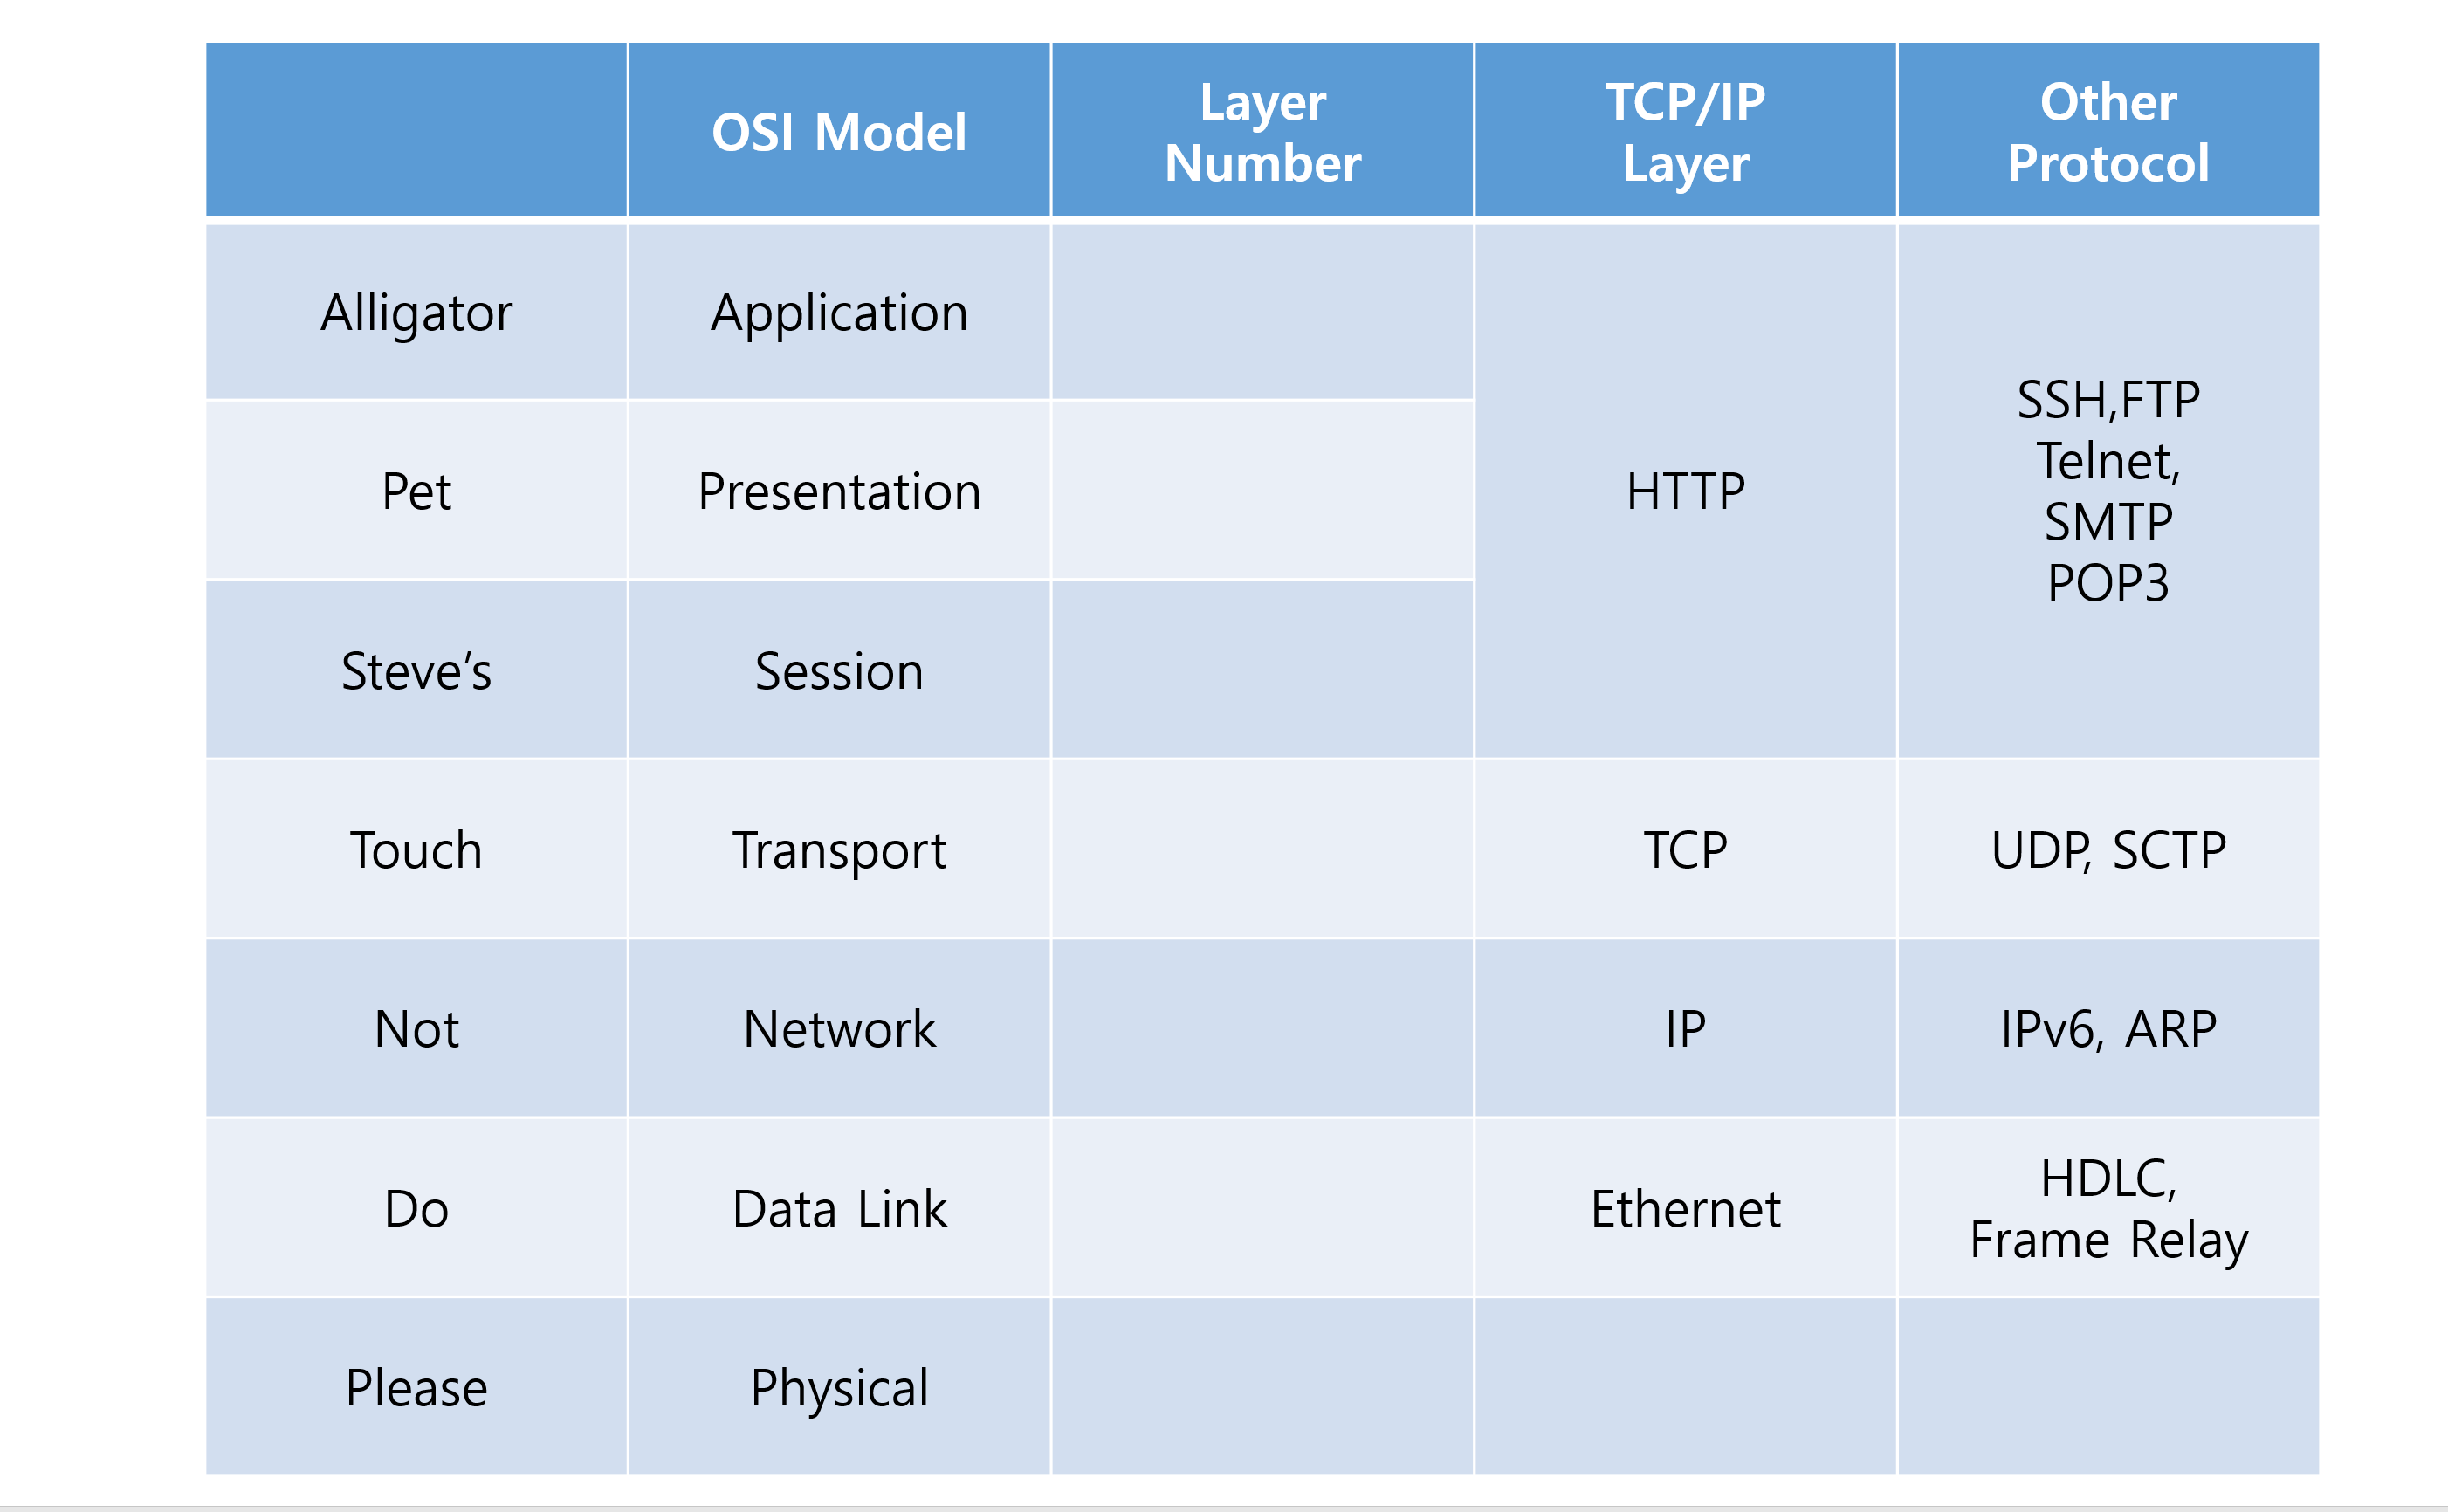 OSI Model
Layer
Number
TCP/IP
Layer
Other
Protocol
Alligator
Application
Pet
Presentation
Steve’s
Session
HTTP
SSH,FTP
Telnet,
SMTP
POP3
Touch
Transport
TCP
UDP, SCTP
Not
Network
IP
IPv6, ARP
Do
Data Link
Ethernet
HDLC,
Frame Relay
Please
Physical